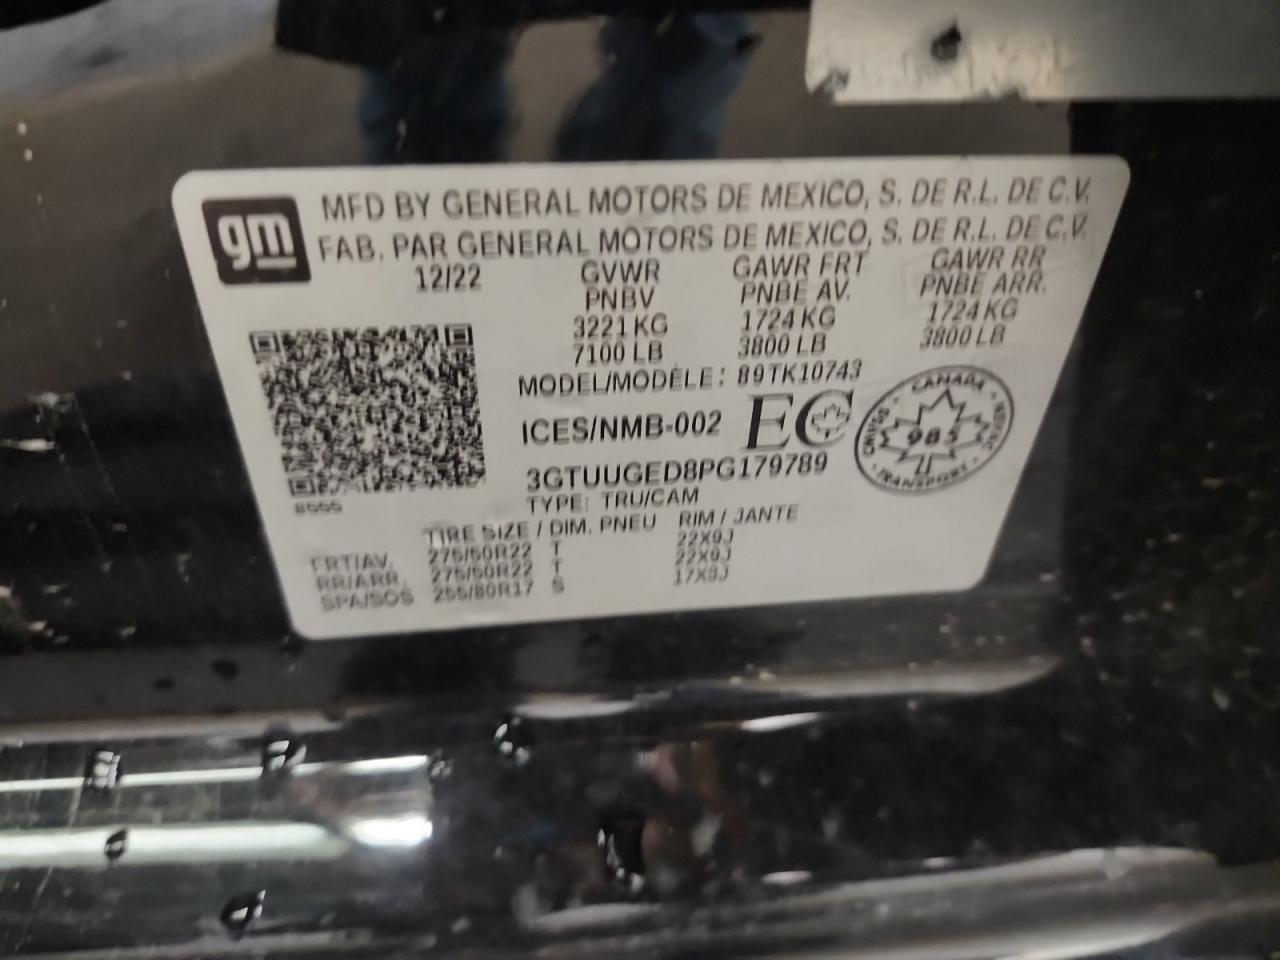 gm
MFD BY GENERAL MOTORS DE MEXICO, S. DE R.L. DE C.V.
FAB. PAR GENERAL MOTORS DE MEXICO, S. DE R.L. DE C.V.
12/22 GVWR GAWR FRT GAWR RR
PNBV PNBE AV. PNBE ARR.
3221 KG 1724 KG 1724 KG
7100 LB 3800 LB 3800 LB
MODEL/MODÈLE: 89TK10743
ICES/NMB-002 EC
CANADA
985
TRANSPORT
3GTUUGED8PG179789
TYPE: TRU/CAM
TIRE SIZE / DIM. PNEU RIM / JANTE
FRT/AV. 275/50R22 T 22X9J
RR/ARR. 275/50R22 T 22X9J
SPA/SOS 255/80R17 S 17X8J